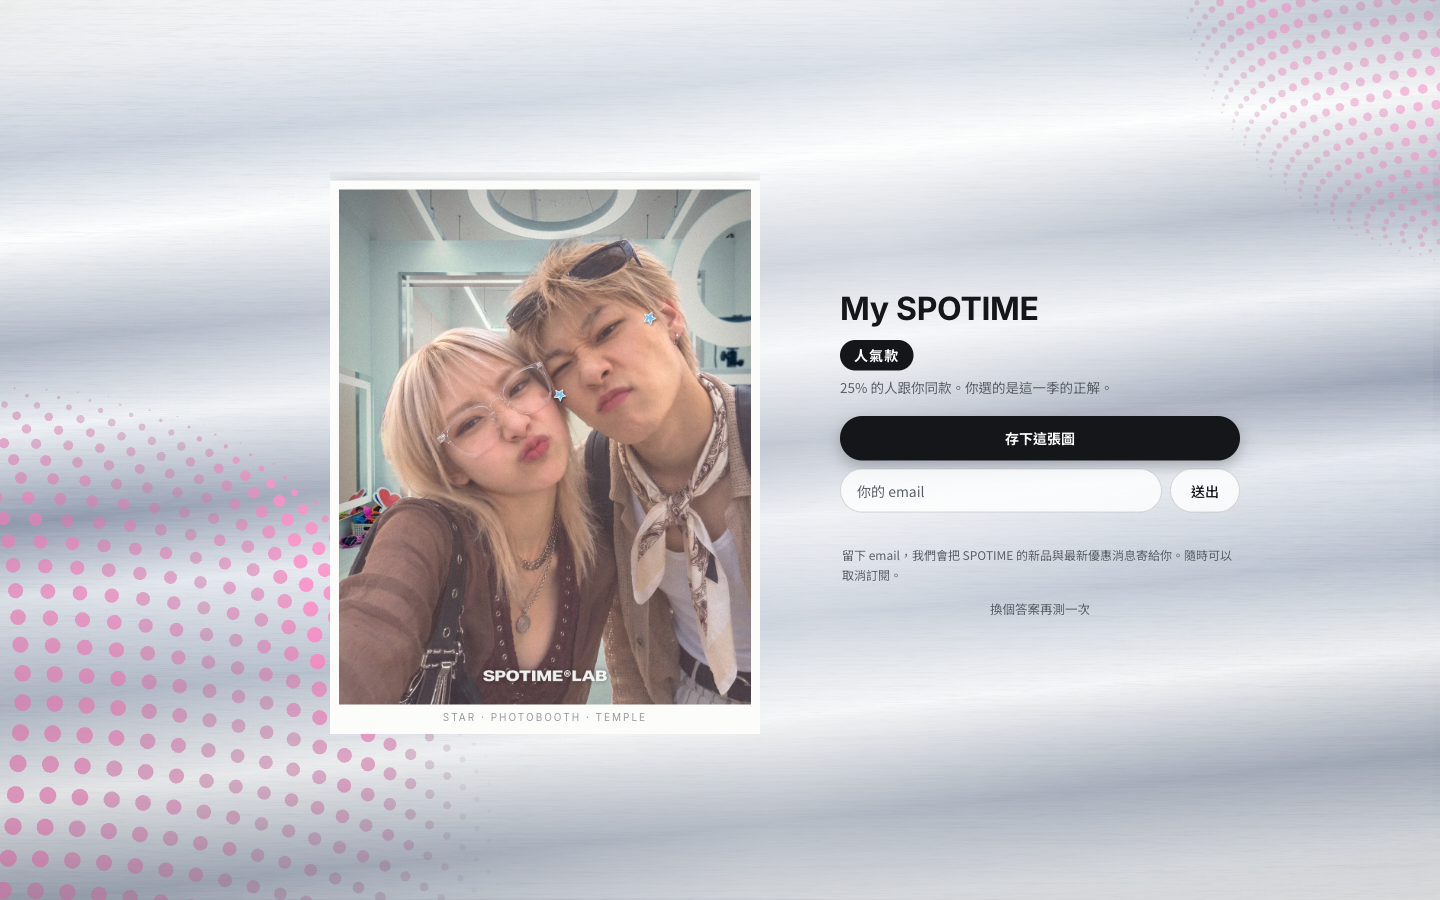 SPOTIME®LAB
STAR · PHOTOBOOTH · TEMPLE
My SPOTIME
人氣款
25% 的人跟你同款。你選的是這一季的正解。
存下這張圖
你的 email
送出
留下 email，我們會把 SPOTIME 的新品與最新優惠消息寄給你。隨時可以
取消訂閱。
換個答案再測一次